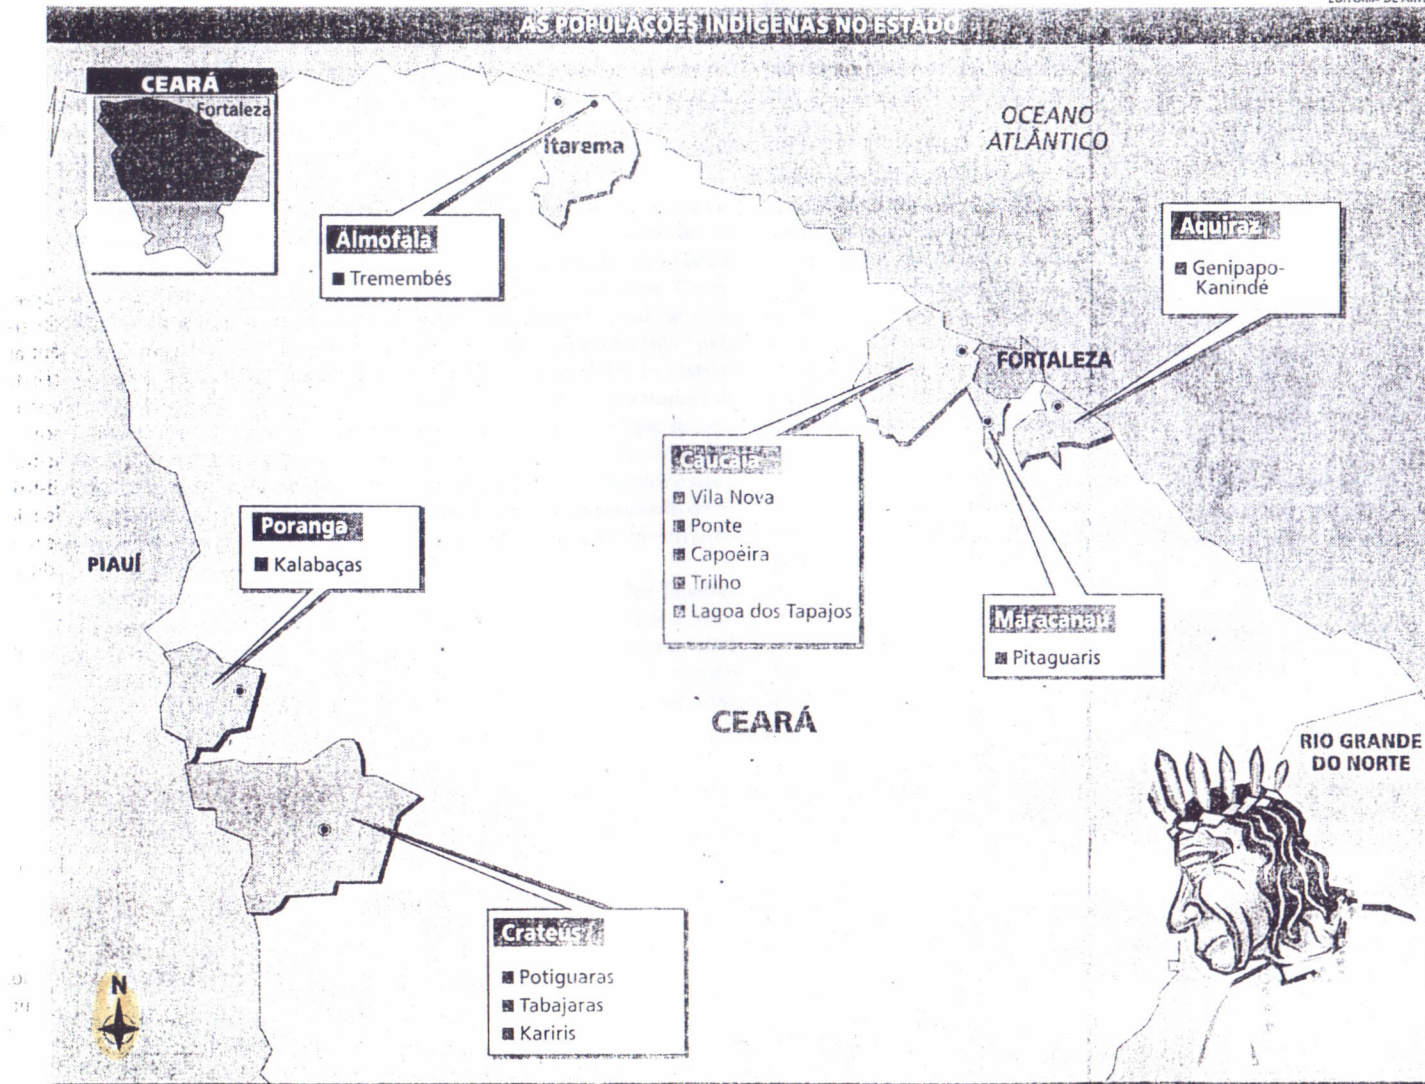 AS POPULAÇÕES INDÍGENAS NO ESTADO
CEARÁ
Fortaleza
OCEANO
ATLÂNTICO
Itarema
Almofala
Tremembés
Aquiraz
Genipapo-
Kanindé
FORTALEZA
Caucaia
Vila Nova
Ponte
Capoeira
Trilho
Lagoa dos Tapajos
Poranga
Kalabaças
PIAUÍ
Maracanaú
Pitaguaris
CEARÁ
RIO GRANDE
DO NORTE
Crateús
Potiguaras
Tabajaras
Kariris
N